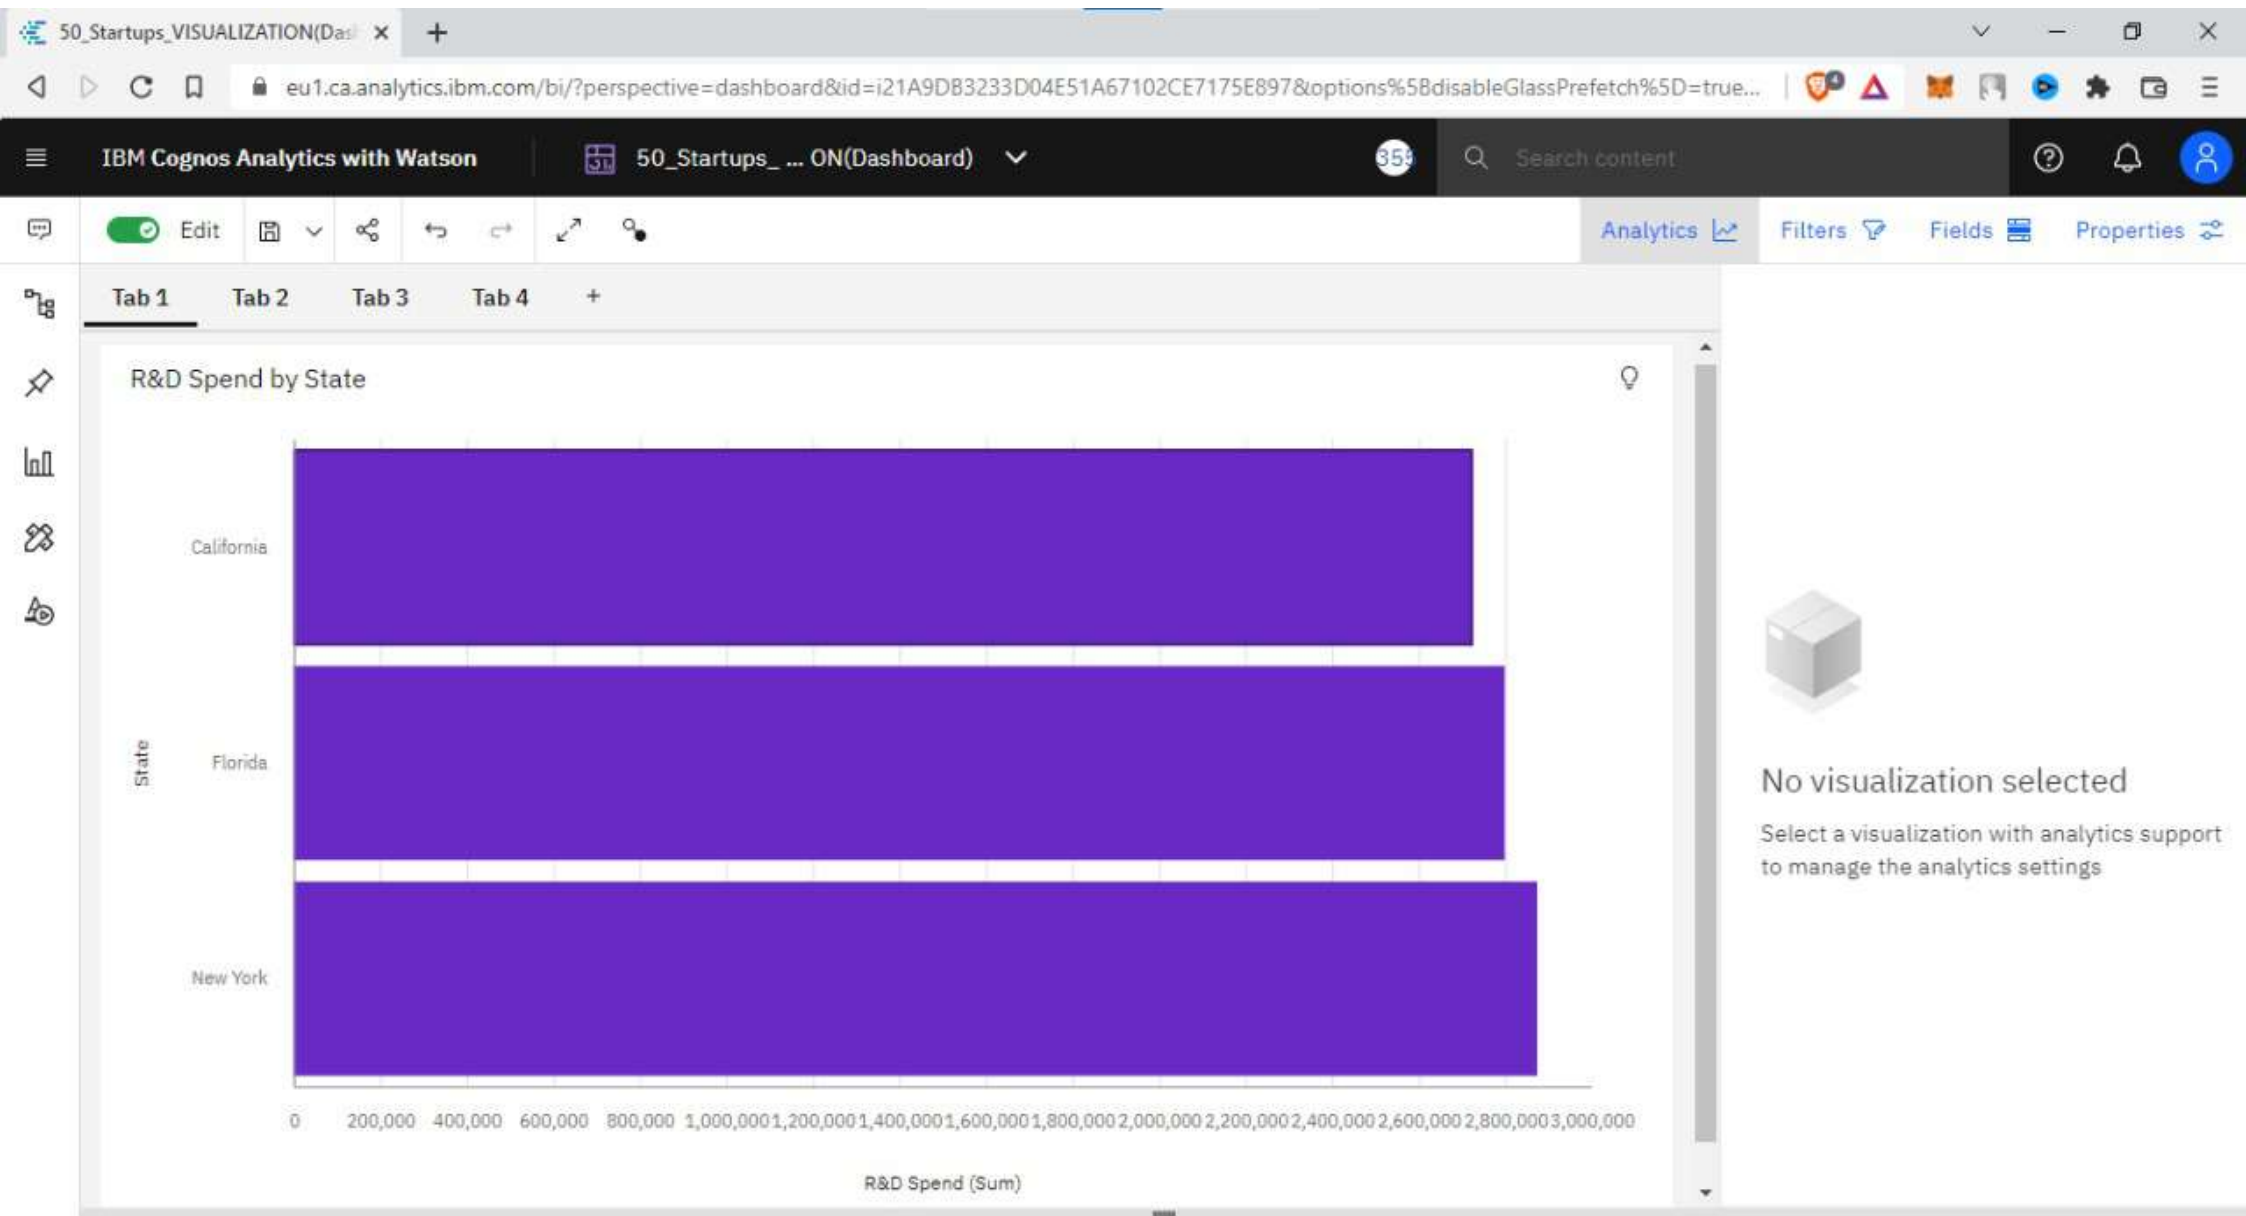 50_Startups_VISUALIZATION(Das
eu1.ca.analytics.ibm.com/bi/?perspective=dashboard&id=i21A9DB3233D04E51A67102CE7175E897&options%5BdisableGlassPrefetch%5D=true...
4
IBM Cognos Analytics with Watson
50_Startups_ ... ON(Dashboard)
355
Search content
Edit
Analytics
Filters
Fields
Properties
Tab 1
Tab 2
Tab 3
Tab 4
R&D Spend by State
California
Florida
New York
State
0 200,000 400,000 600,000 800,000 1,000,000 1,200,000 1,400,000 1,600,000 1,800,000 2,000,000 2,200,000 2,400,000 2,600,000 2,800,000 3,000,000
R&D Spend (Sum)
No visualization selected
Select a visualization with analytics support
to manage the analytics settings